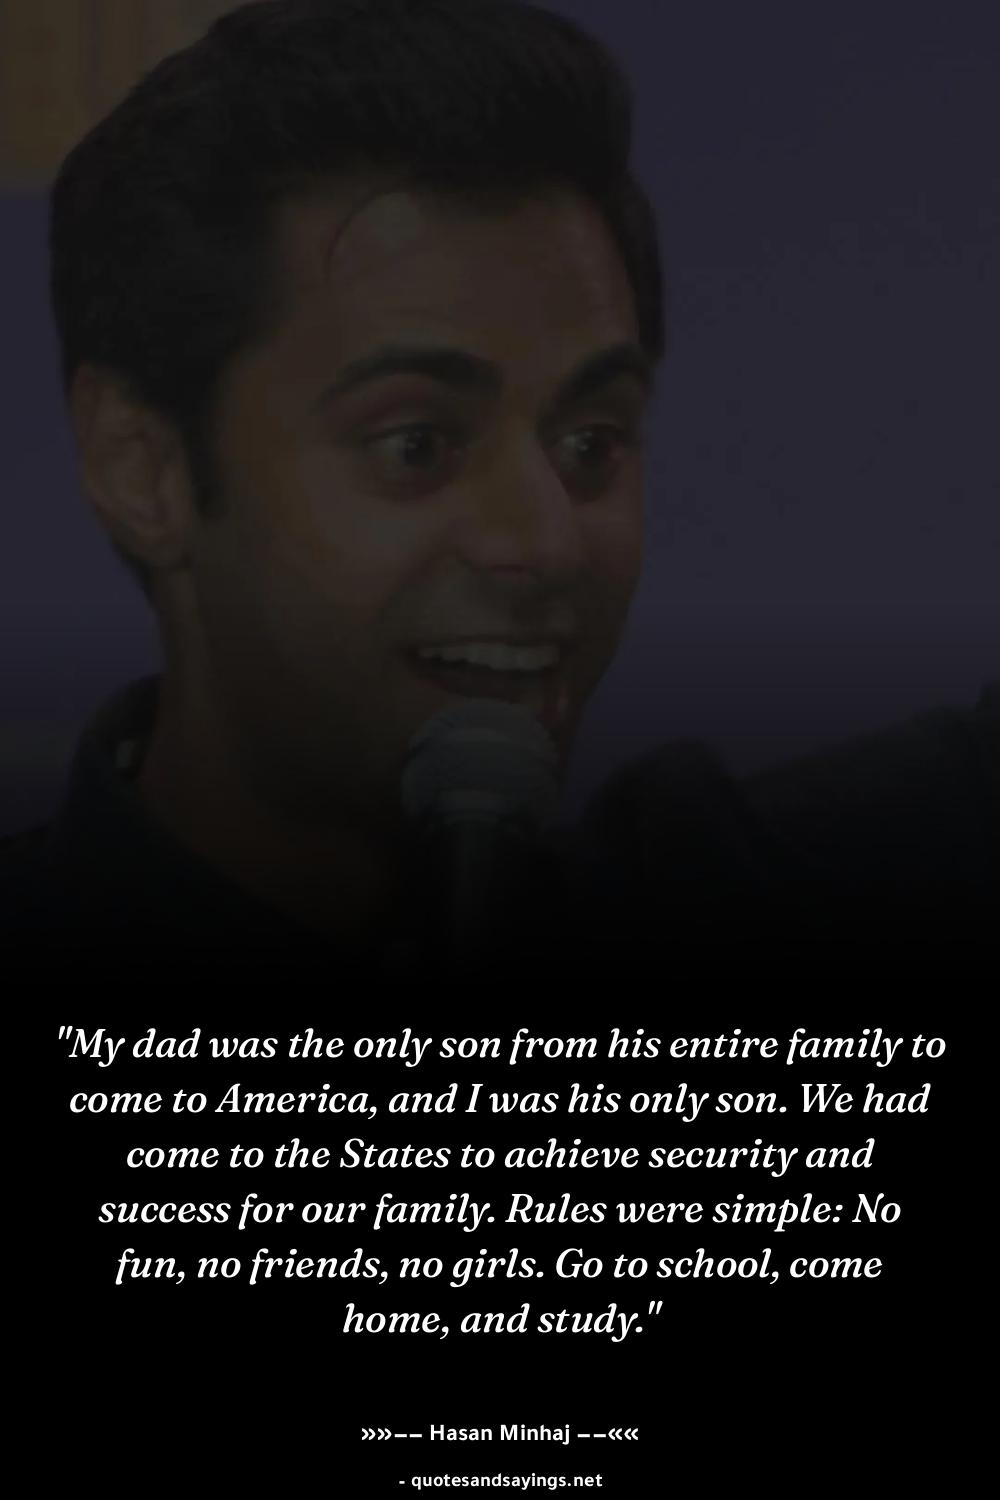 "My dad was the only son from his entire family to
come to America, and I was his only son. We had
come to the States to achieve security and
success for our family. Rules were simple: No
fun, no friends, no girls. Go to school, come
home, and study."
»»−− Hasan Minhaj −−««
- quotesandsayings.net